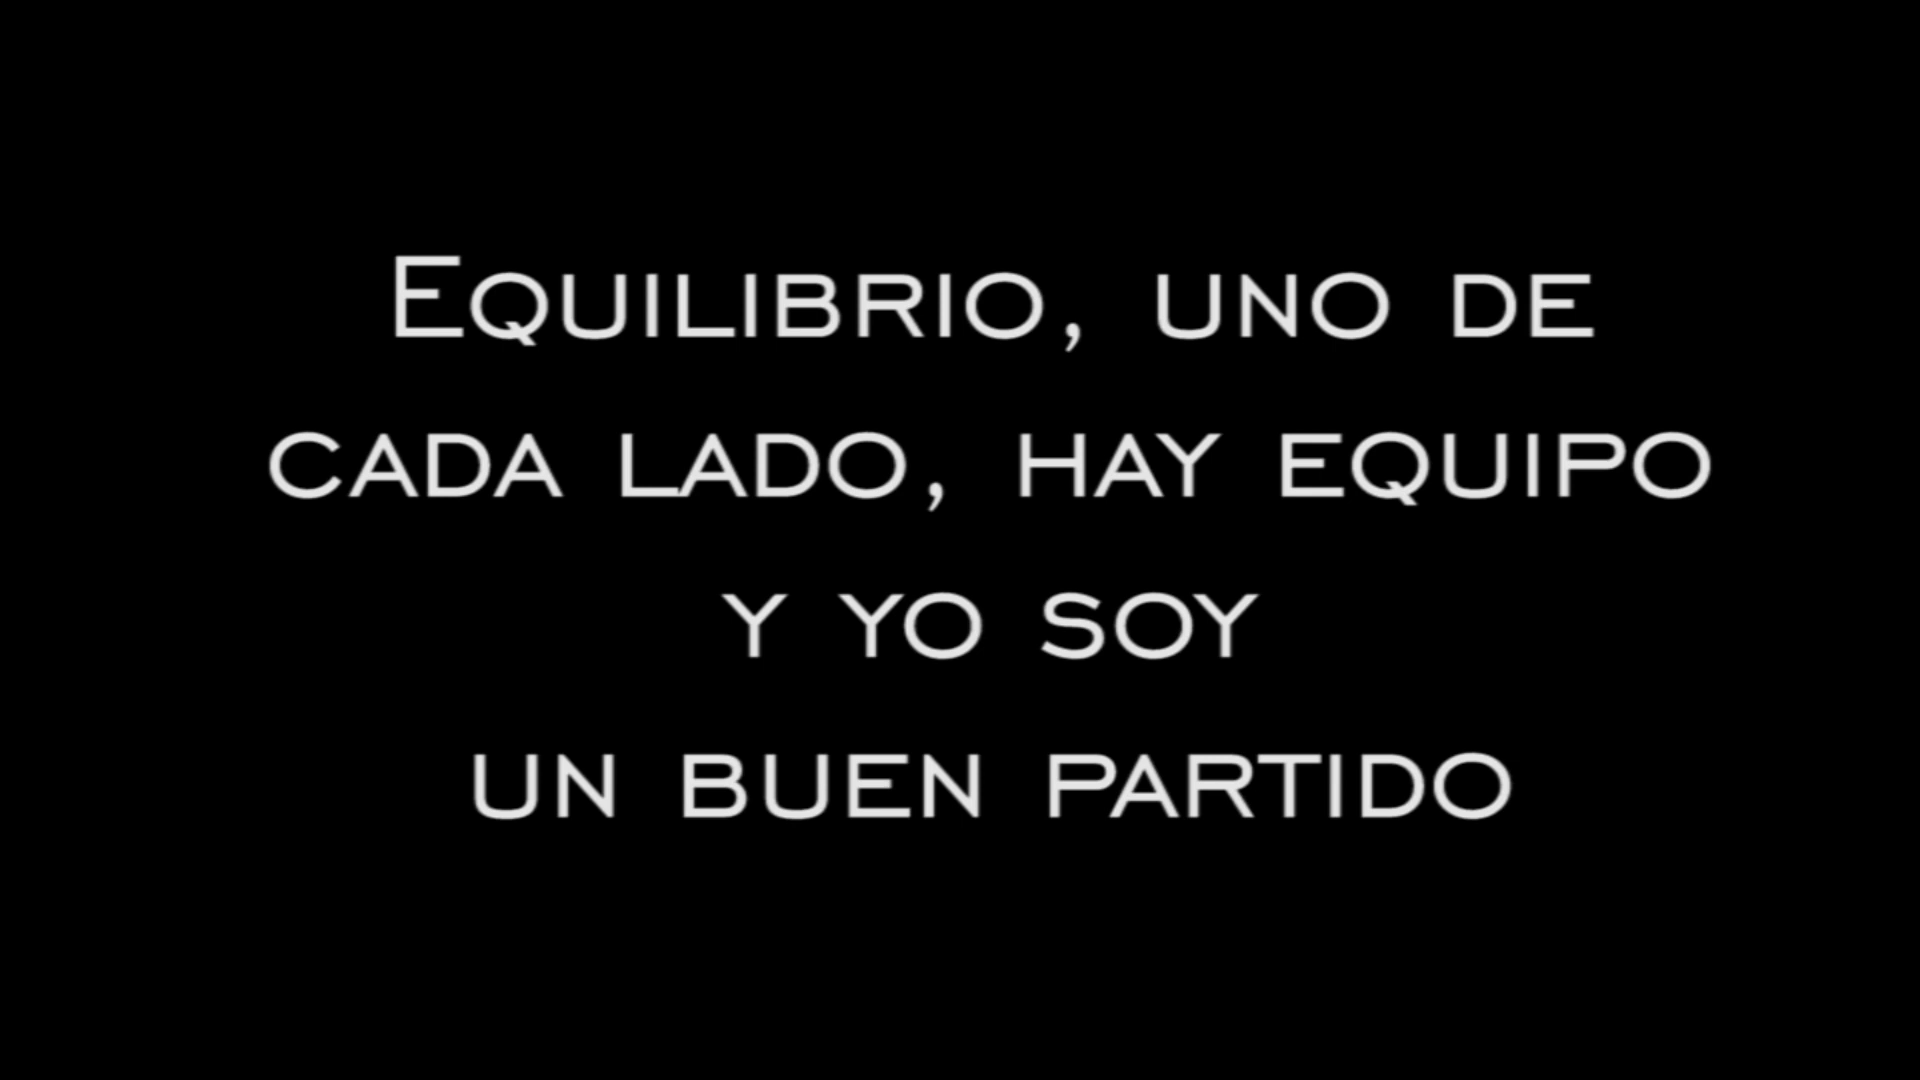 Equilibrio, uno de
cada lado, hay equipo
y yo soy
un buen partido